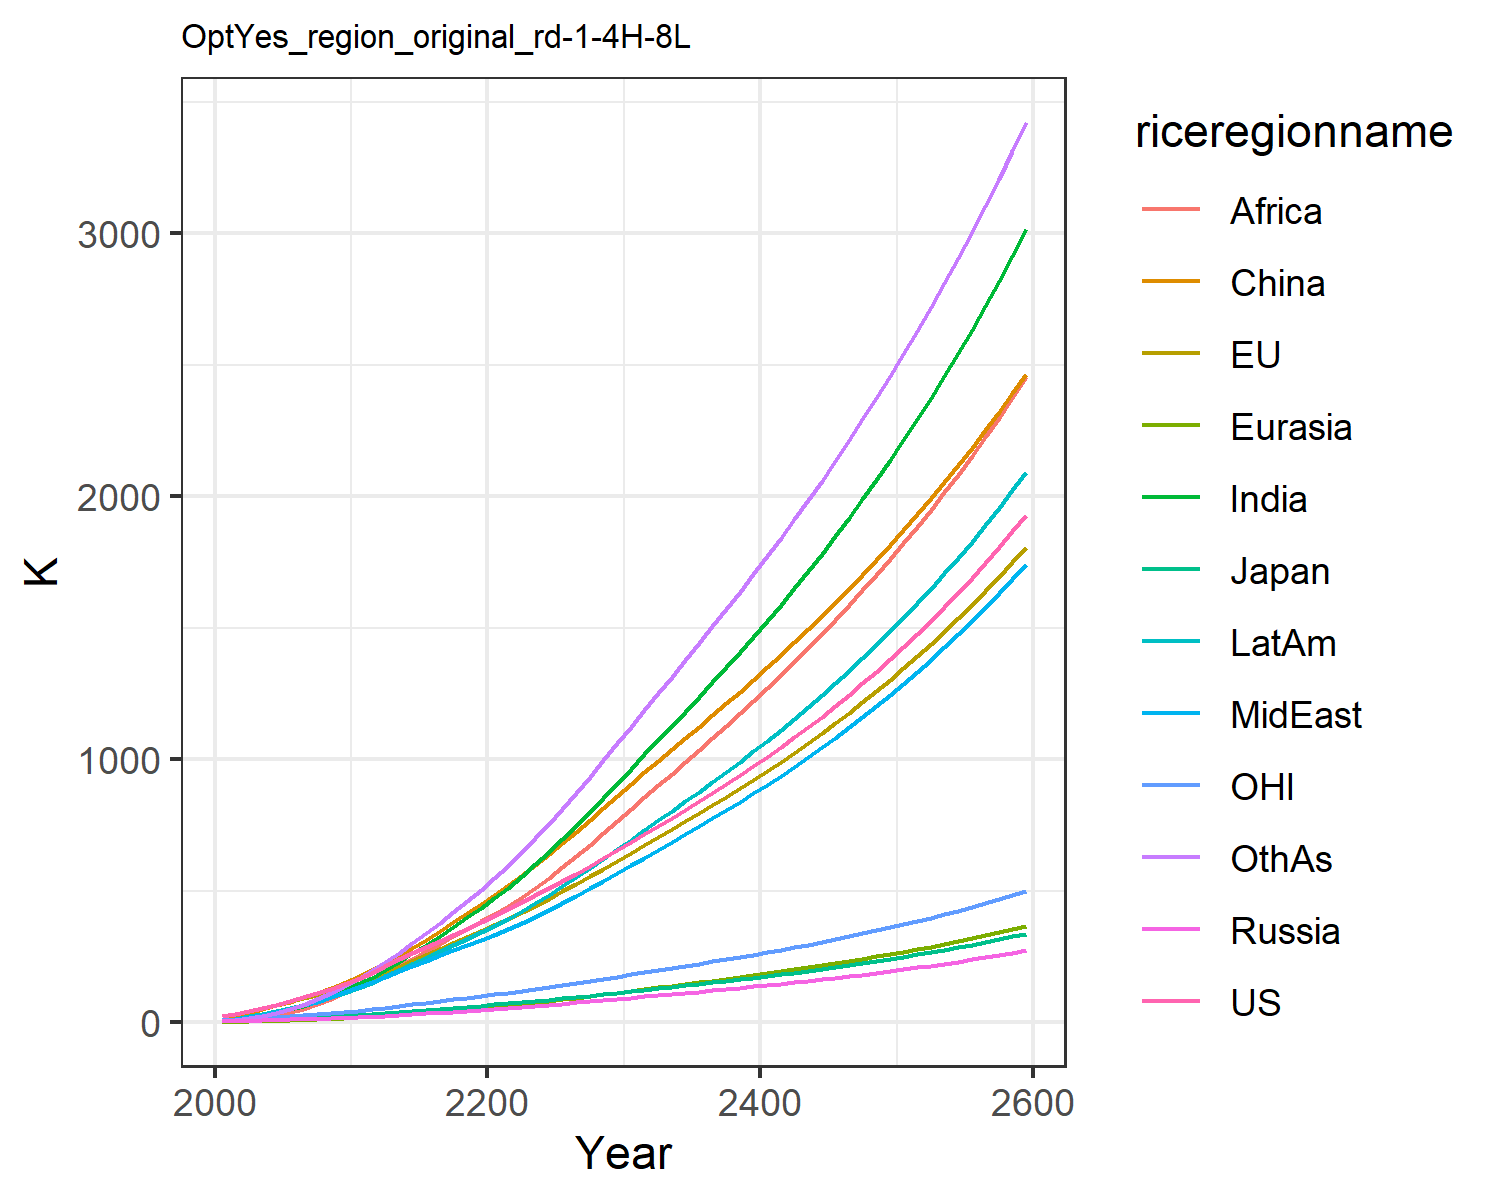 OptYes_region_original_rd-1-4H-8L
3000
2000
1000
0
K
2000 2200 2400 2600
Year
riceregionname
Africa
China
EU
Eurasia
India
Japan
LatAm
MidEast
OHI
OthAs
Russia
US